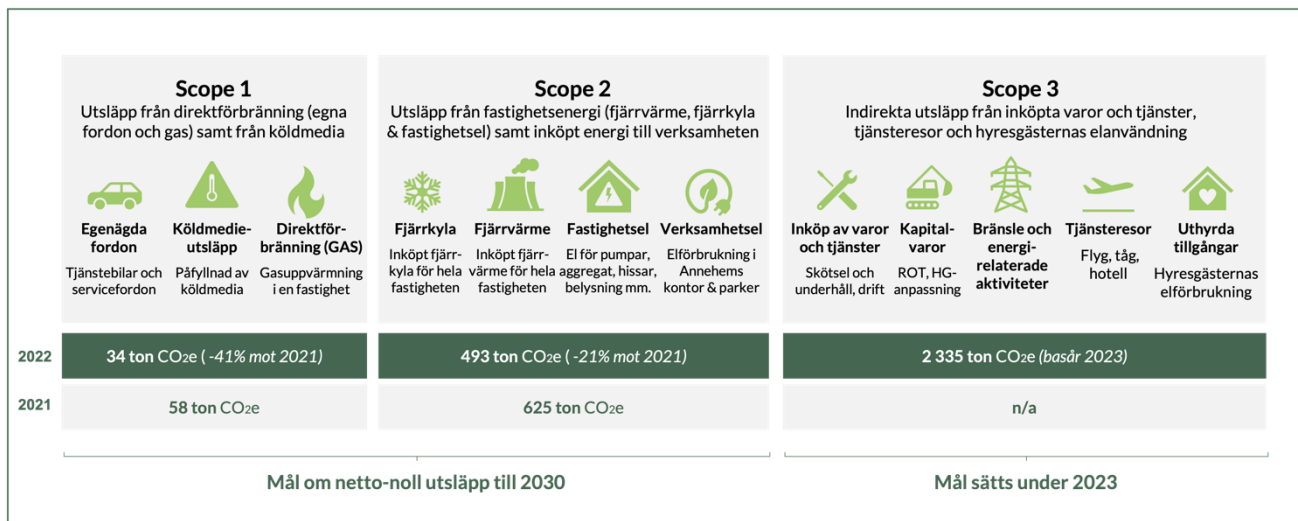 Scope 1
Utsläpp från direktförbränning (egna
fordon och gas) samt från köldmedia
Egenägda
fordon
Tjänstebilar och
servicefordon
Köldmedie-
utsläpp
Påfyllnad av
köldmedia
Direktför-
bränning (GAS)
Gasuppvärmning
i en fastighet
Scope 2
Utsläpp från fastighetsenergi (fjärrvärme, fjärrkyla
& fastighetsel) samt inköpt energi till verksamheten
Fjärrkyla
Inköpt fjärr-
kyla för hela
fastigheten
Fjärrvärme
Inköpt fjärr-
värme för hela
fastigheten
Fastighetsel
El för pumpar,
aggregat, hissar,
belysning mm.
Verksamhetsel
Elförbrukning i
Annehems
kontor & parker
Scope 3
Indirekta utsläpp från inköpta varor och tjänster,
tjänsteresor och hyresgästernas elanvändning
Inköp av varor
och tjänster
Skötsel och
underhåll, drift
Kapital-
varor
ROT, HG-
anpassning
Bränsle och
energi-
relaterade
aktiviteter
Tjänsteresor
Flyg, tåg,
hotell
Uthyrda
tillgångar
Hyresgästernas
elförbrukning
2022
34 ton CO2e ( -41% mot 2021)
493 ton CO2e ( -21% mot 2021)
2 335 ton CO2e (basår 2023)
2021
58 ton CO2e
625 ton CO2e
n/a
Mål om netto-noll utsläpp till 2030
Mål sätts under 2023